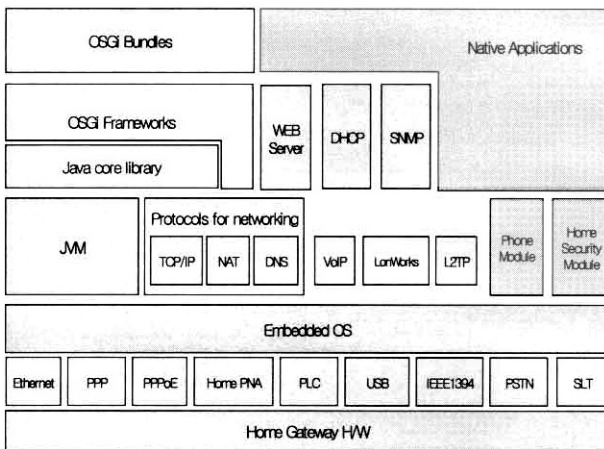 OSGi Bundles
Native Applications
OSGi Frameworks
WEB
Server
DHCP
SNMP
Java core library
JVM
Protocols for networking
TCP/IP
NAT
DNS
VoIP
LonWorks
L2TP
Phone
Module
Home
Security
Module
Embedded OS
Ethernet
PPP
PPPoE
Home PNA
PLC
USB
IEEE1394
PSTN
SLT
Home Gateway H/W